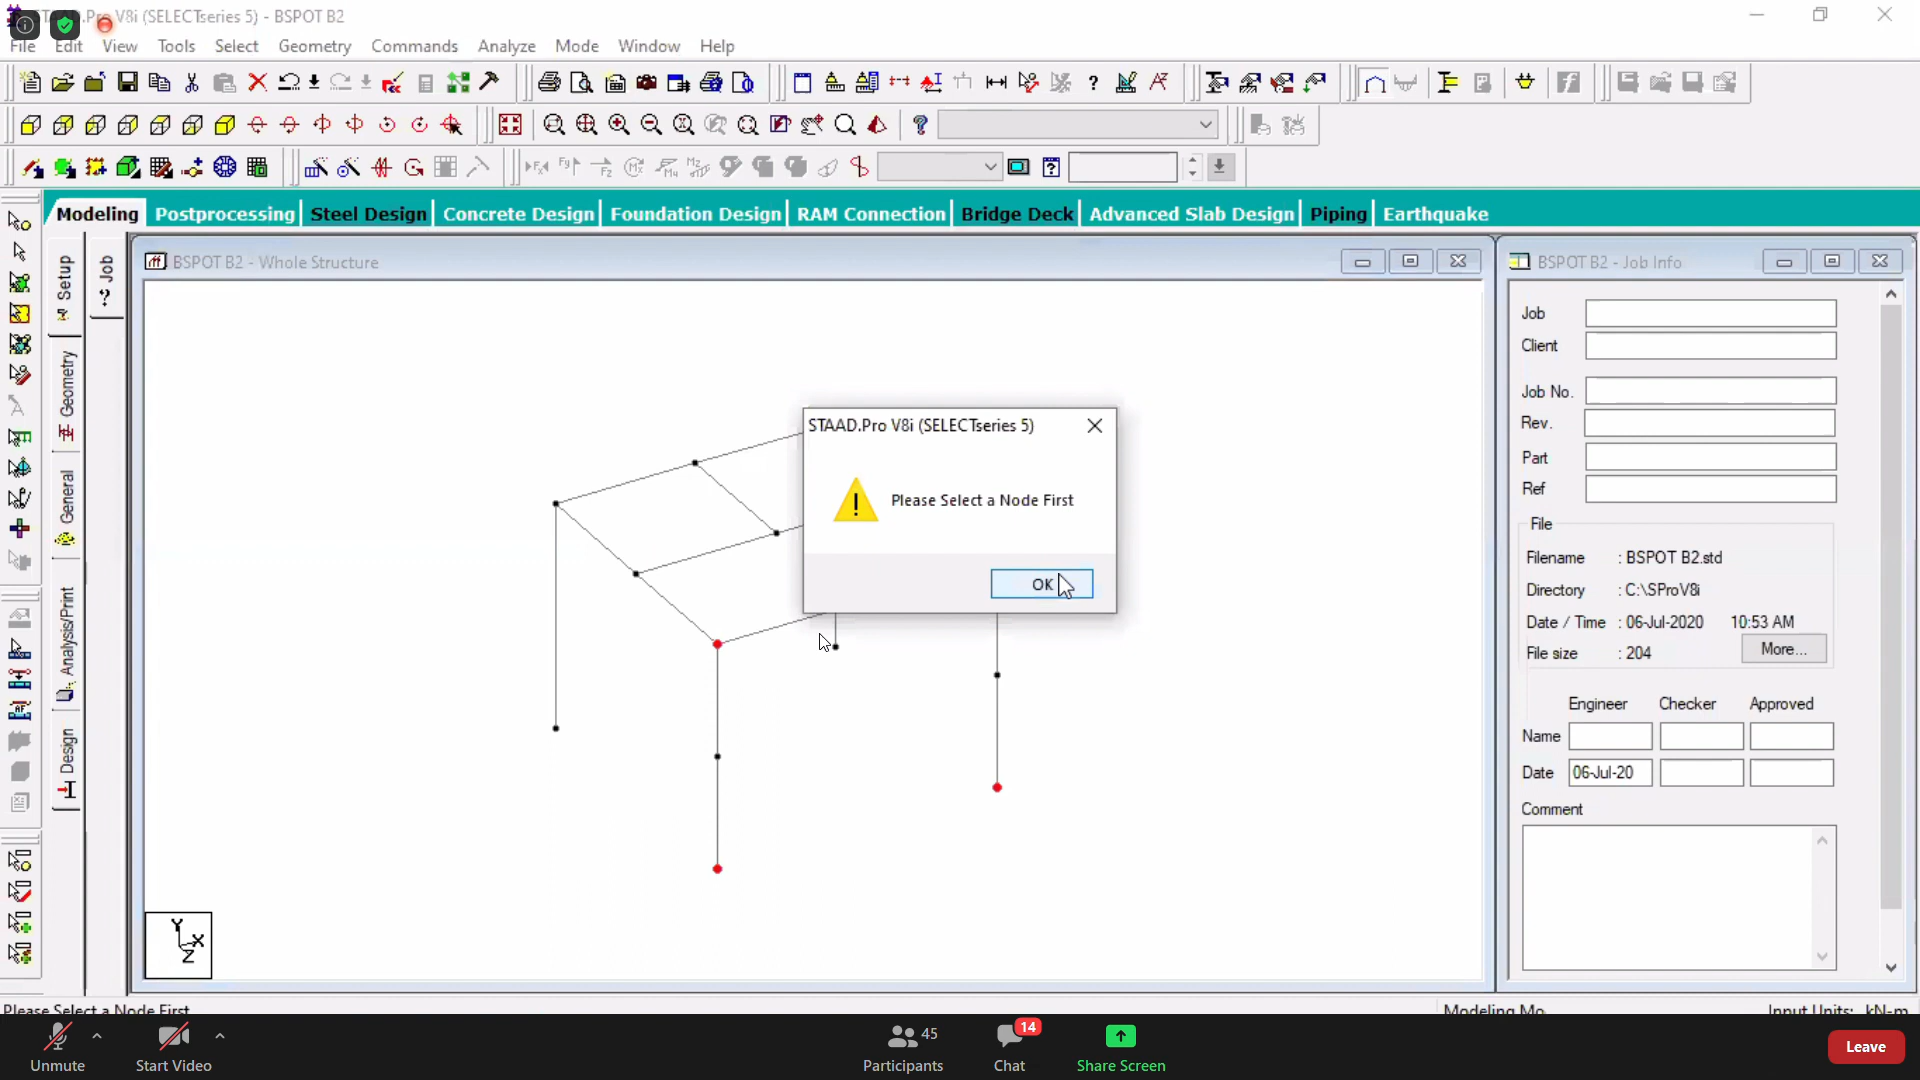 STAAD.Pro V8i (SELECTseries 5) - BSPOT B2
File Edit View Tools Select Geometry Commands Analyze Mode Window Help
Modeling Postprocessing Steel Design Concrete Design Foundation Design RAM Connection Bridge Deck Advanced Slab Design Piping Earthquake
Setup
Geometry
General
Analysis/Print
Design
Job
BSPOT B2 - Whole Structure
STAAD.Pro V8i (SELECTseries 5)
Please Select a Node First
OK
Y
X
Z
BSPOT B2 - Job Info
Job
Client
Job No.
Rev.
Part
Ref
File
Filename : BSPOT B2.std
Directory : C:\SProV8i
Date / Time : 06-Jul-2020 10:53 AM
File size : 204 More...
Engineer Checker Approved
Name
Date 06-Jul-20
Comment
Please Select a Node First Modeling Mo Input Units: kN-m
Unmute Start Video 45 Participants 14 Chat Share Screen Leave